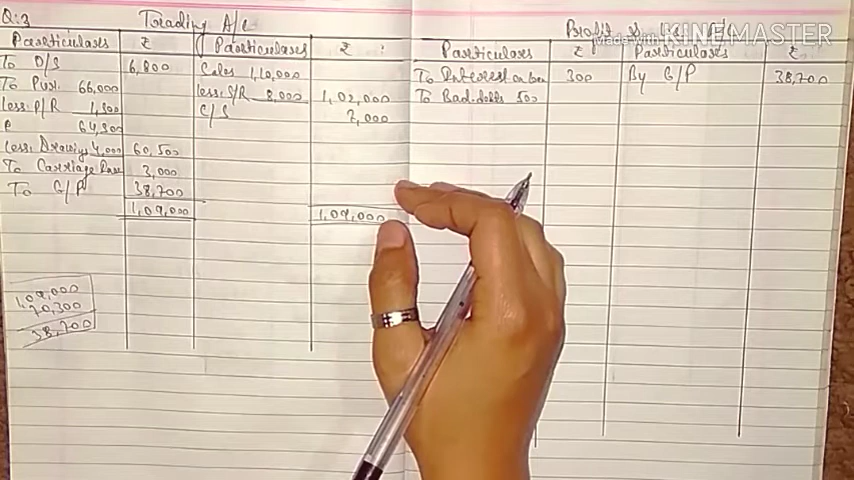 Q:3 Trading A/C
Particulars ₹ Particulars ₹
To O/S 6,800 Sales 1,10,000
To Pur. 66,000 less: S/R 8,000 1,02,000
less: P/R 1,500 C/S 7,000
64,500
less: Drawing 4,000 60,500
To Carriage 3,000
To G/P 38,700
1,09,000 1,09,000
1,09,000
70,300
38,700
Profit &
Particulars ₹ Particulars ₹
To Interest on 300 By G/P 38,700
To Bad debts 500
Made with KINEMASTER